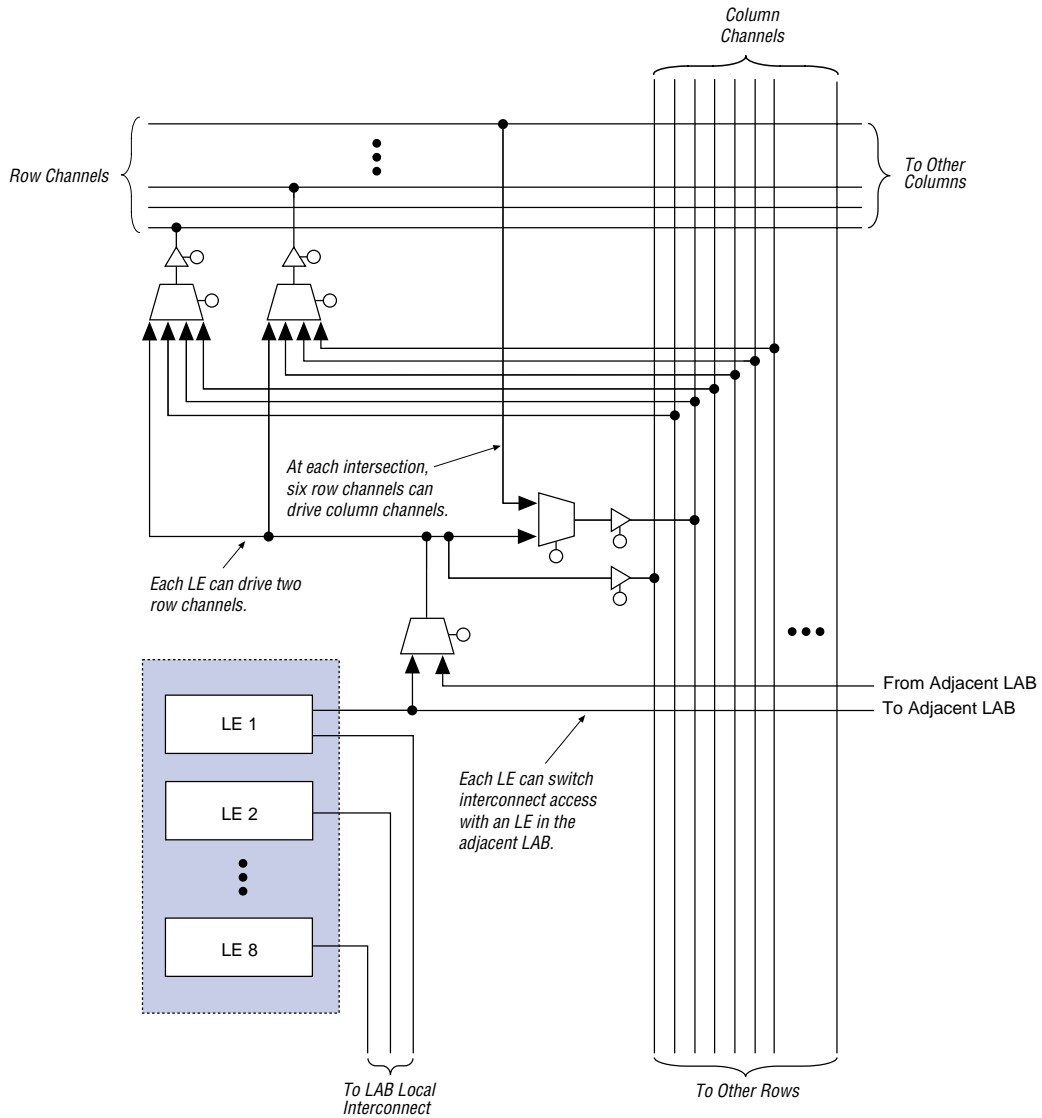 Column
Channels
Row Channels
To Other
Columns
At each intersection,
six row channels can
drive column channels.
Each LE can drive two
row channels.
From Adjacent LAB
To Adjacent LAB
LE 1
Each LE can switch
interconnect access
with an LE in the
adjacent LAB.
LE 2
LE 8
To LAB Local
Interconnect
To Other Rows